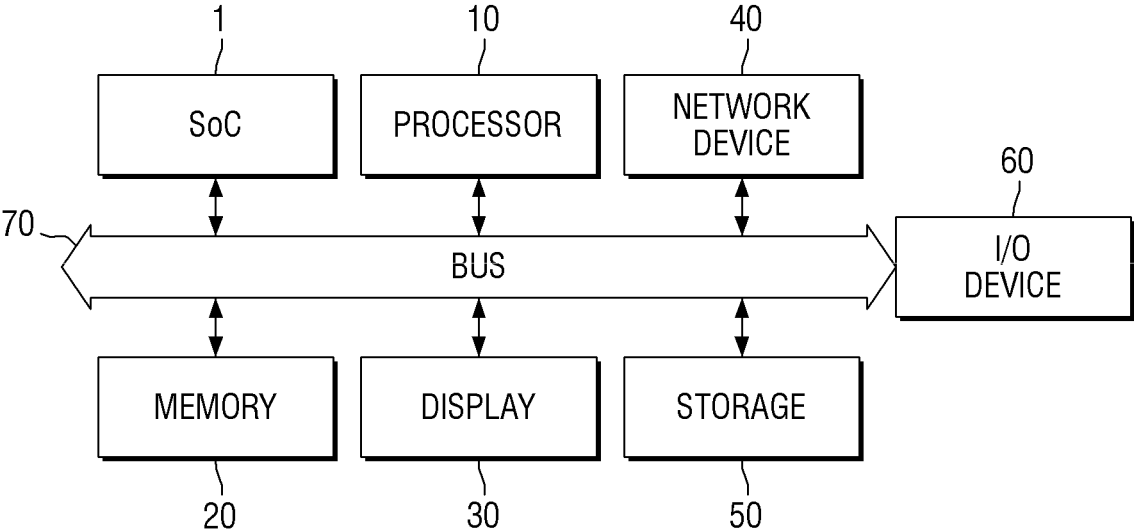 1
10
40
SoC
PROCESSOR
NETWORK
DEVICE
60
70
BUS
I/O
DEVICE
MEMORY
DISPLAY
STORAGE
20
30
50